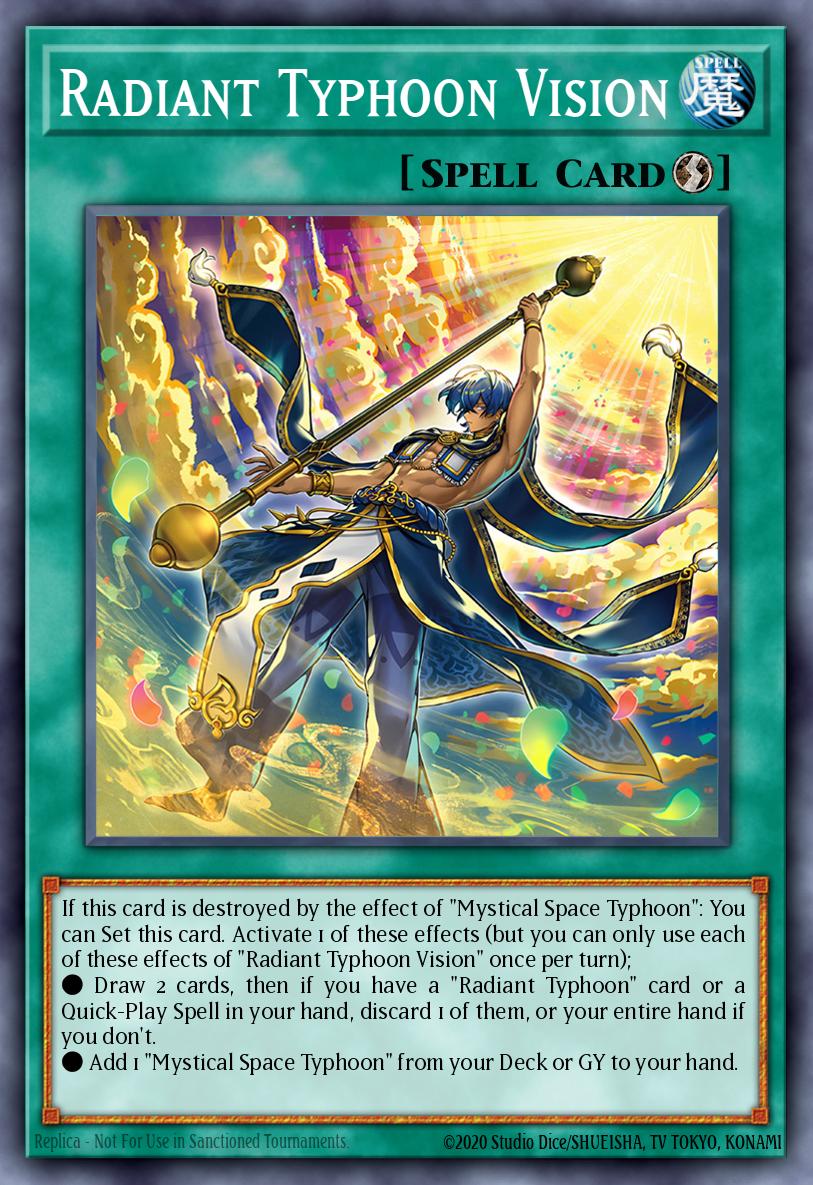 RADIANT TYPHOON VISION
SPELL
魔
[SPELL CARD]
If this card is destroyed by the effect of "Mystical Space Typhoon": You
can Set this card. Activate 1 of these effects (but you can only use each
of these effects of "Radiant Typhoon Vision" once per turn);
● Draw 2 cards, then if you have a "Radiant Typhoon" card or a
Quick-Play Spell in your hand, discard 1 of them, or your entire hand if
you don't.
● Add 1 "Mystical Space Typhoon" from your Deck or GY to your hand.
Replica - Not For Use in Sanctioned Tournaments.
©2020 Studio Dice/SHUEISHA, TV TOKYO, KONAMI